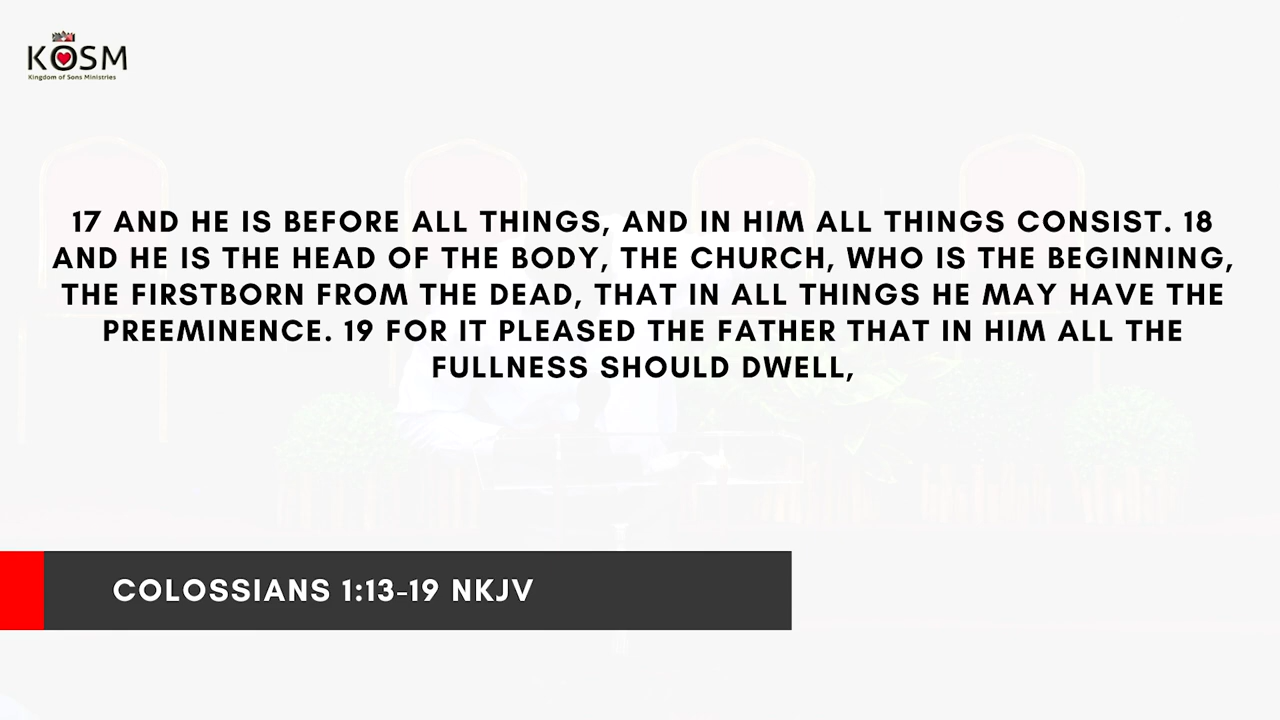 KOSM
Kingdom of Sons Ministries
17 AND HE IS BEFORE ALL THINGS, AND IN HIM ALL THINGS CONSIST. 18
AND HE IS THE HEAD OF THE BODY, THE CHURCH, WHO IS THE BEGINNING,
THE FIRSTBORN FROM THE DEAD, THAT IN ALL THINGS HE MAY HAVE THE
PREEMINENCE. 19 FOR IT PLEASED THE FATHER THAT IN HIM ALL THE
FULLNESS SHOULD DWELL,
COLOSSIANS 1:13-19 NKJV